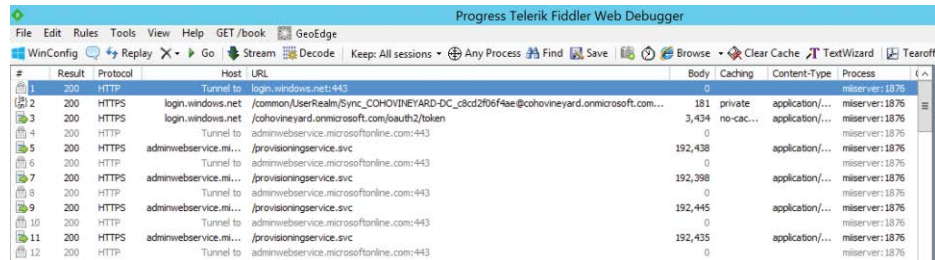 Progress Telerik Fiddler Web Debugger
File Edit Rules Tools View Help GET /book GeoEdge
WinConfig Replay X Go Stream Decode Keep: All sessions Any Process Find Save Browse Clear Cache TextWizard Tearoff
# Result Protocol Host URL Body Caching Content-Type Process
1 200 HTTP Tunnel to login.windows.net:443 0 miiserver:1876
2 200 HTTPS login.windows.net /common/UserRealm/Sync_COHOVINEYARD-DC_c8cd2f06f4ae@cohovineyard.onmicrosoft.com... 181 private application/... miiserver:1876
3 200 HTTPS login.windows.net /cohovineyard.onmicrosoft.com/oauth2/token 3,434 no-cac... application/... miiserver:1876
4 200 HTTP Tunnel to adminwebservice.microsoftonline.com:443 0 miiserver:1876
5 200 HTTPS adminwebservice.mi... /provisioningservice.svc 192,438 application/... miiserver:1876
6 200 HTTP Tunnel to adminwebservice.microsoftonline.com:443 0 miiserver:1876
7 200 HTTPS adminwebservice.mi... /provisioningservice.svc 192,398 application/... miiserver:1876
8 200 HTTP Tunnel to adminwebservice.microsoftonline.com:443 0 miiserver:1876
9 200 HTTPS adminwebservice.mi... /provisioningservice.svc 192,445 application/... miiserver:1876
10 200 HTTP Tunnel to adminwebservice.microsoftonline.com:443 0 miiserver:1876
11 200 HTTPS adminwebservice.mi... /provisioningservice.svc 192,435 application/... miiserver:1876
12 200 HTTP Tunnel to adminwebservice.microsoftonline.com:443 0 miiserver:1876